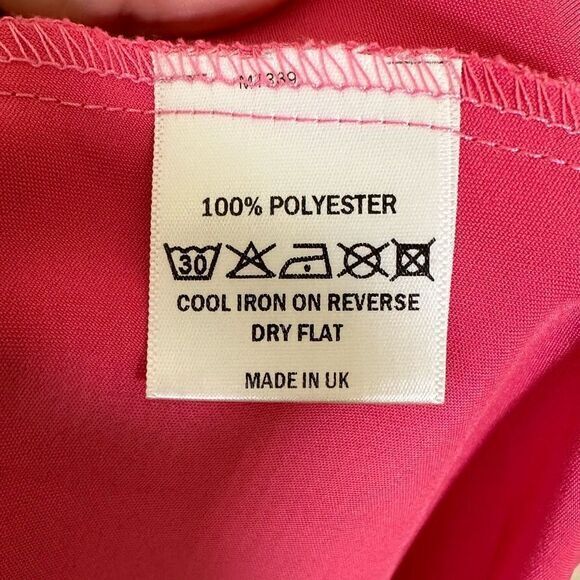 100% POLYESTER
30
COOL IRON ON REVERSE
DRY FLAT
MADE IN UK